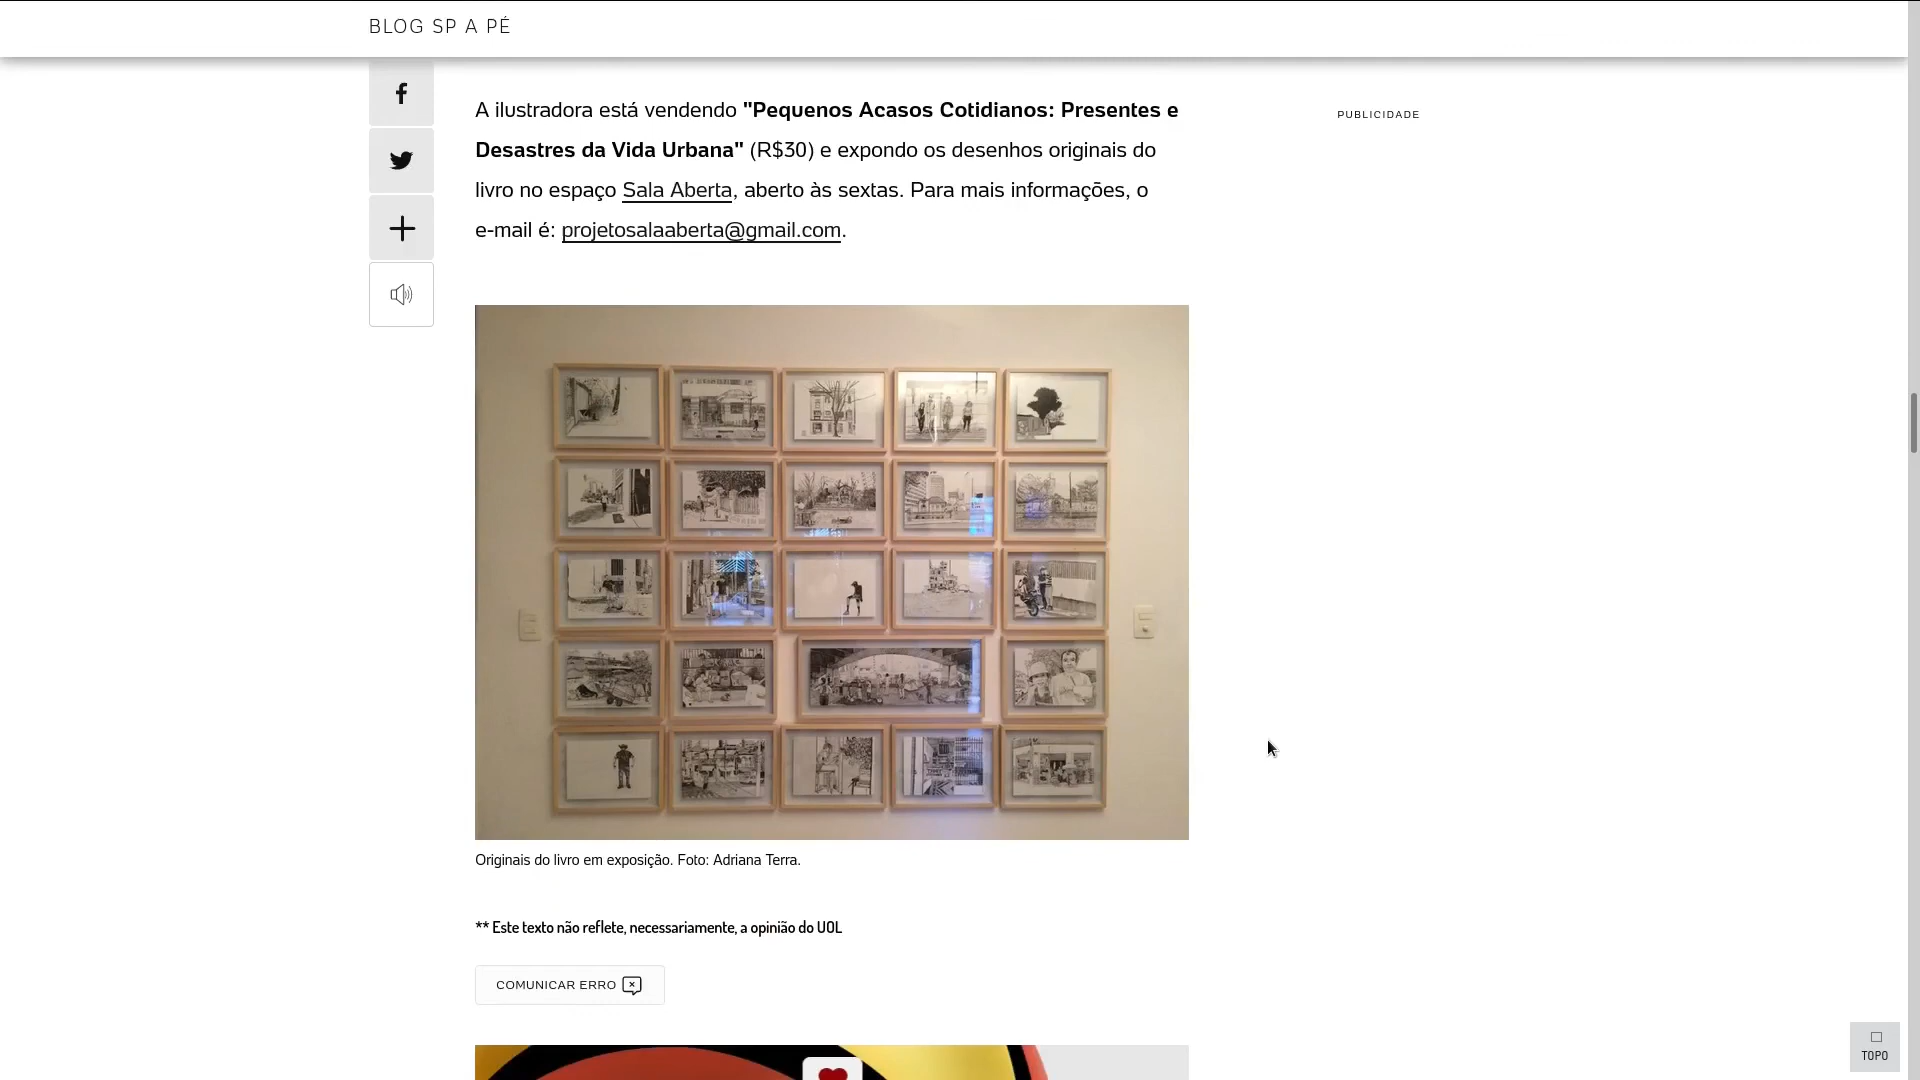 BLOG SP A PÉ
A ilustradora está vendendo "Pequenos Acasos Cotidianos: Presentes e
Desastres da Vida Urbana" (R$30) e expondo os desenhos originais do
livro no espaço Sala Aberta, aberto às sextas. Para mais informações, o
e-mail é: projetosalaaberta@gmail.com.
PUBLICIDADE
Originais do livro em exposição. Foto: Adriana Terra.
** Este texto não reflete, necessariamente, a opinião do UOL
COMUNICAR ERRO
TOPO